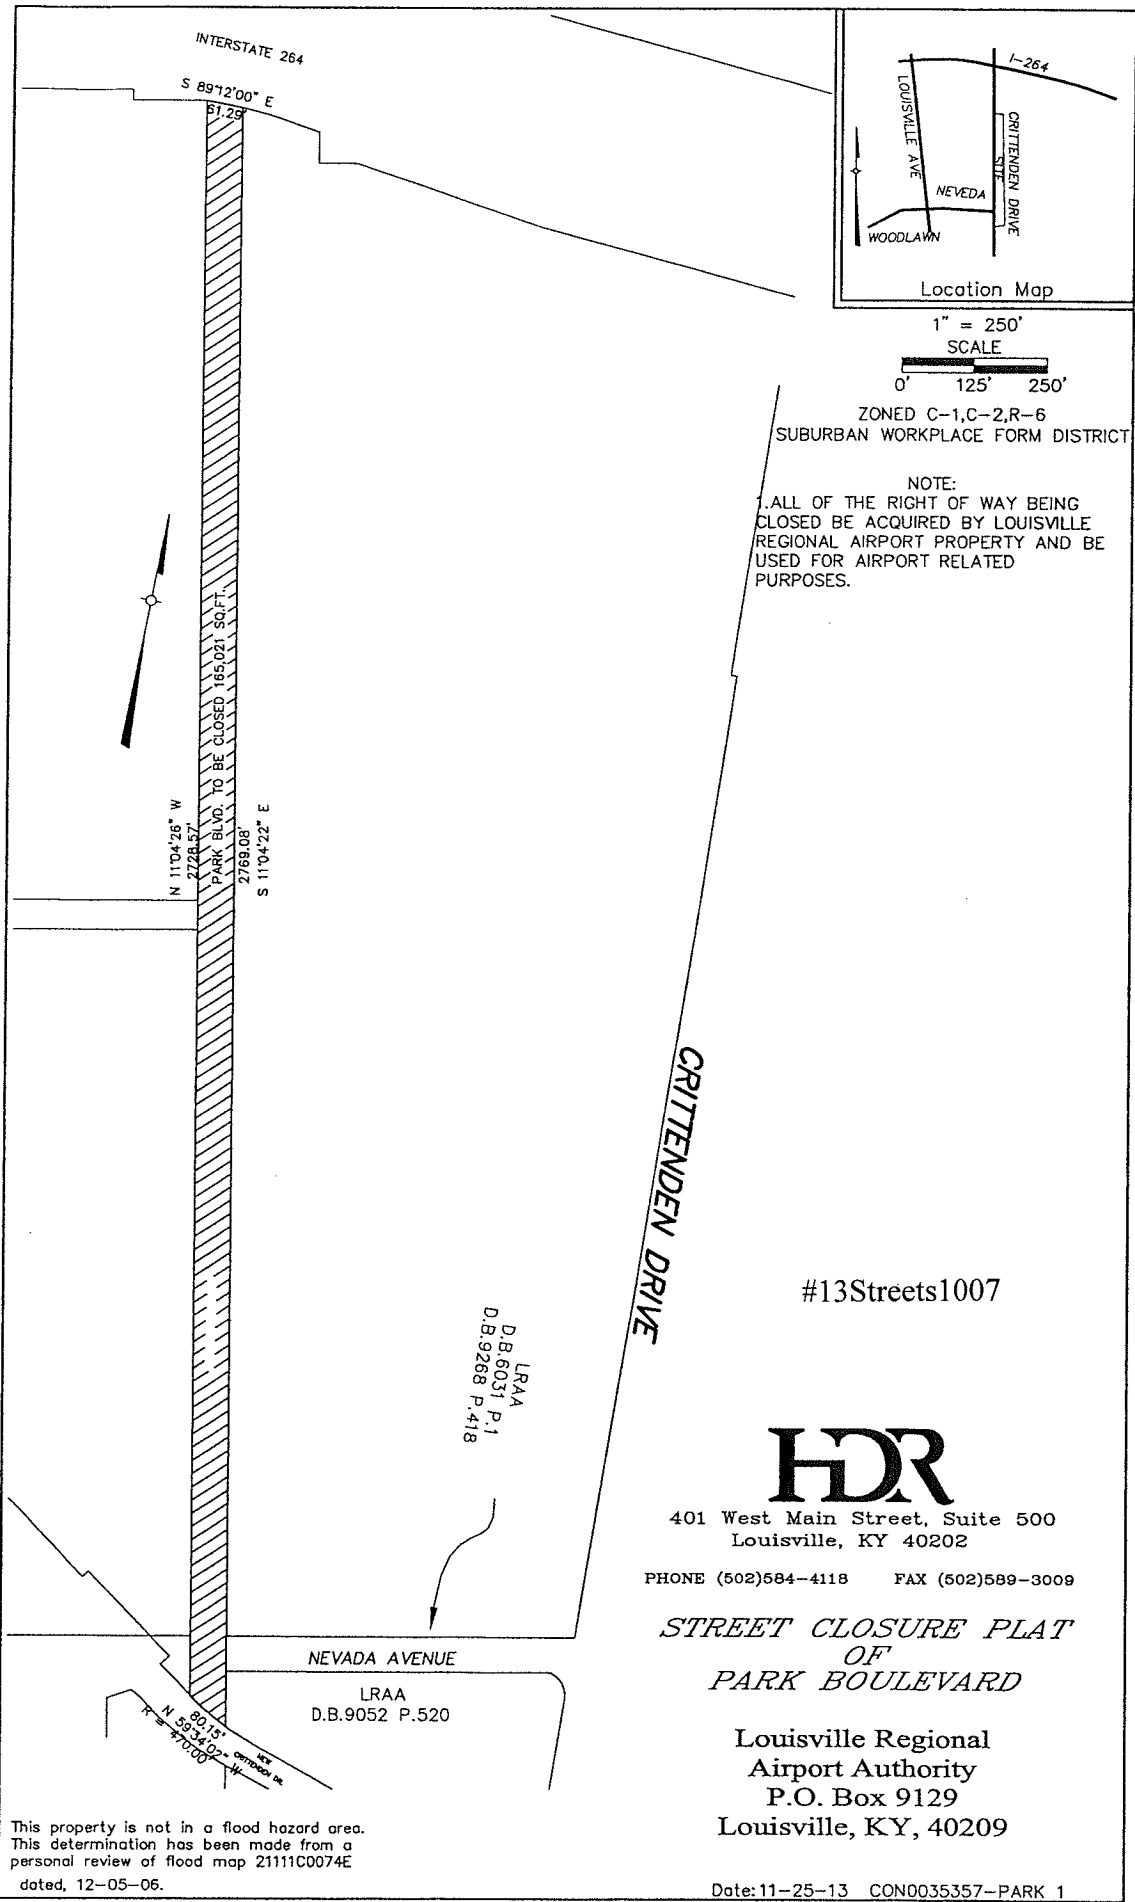 INTERSTATE 264
S 89°12'00" E
61.29'
I-264
LOUISVILLE AVE
CRITTENDEN DRIVE
SITE
NEVEDA
WOODLAWN
Location Map
1" = 250'
SCALE
0' 125' 250'
ZONED C-1,C-2,R-6
SUBURBAN WORKPLACE FORM DISTRICT
NOTE:
1.ALL OF THE RIGHT OF WAY BEING
CLOSED BE ACQUIRED BY LOUISVILLE
REGIONAL AIRPORT PROPERTY AND BE
USED FOR AIRPORT RELATED
PURPOSES.
PARK BLVD. TO BE CLOSED 165,021 SQ.FT.
N 11°04'26" W
2728.57'
2769.08'
S 11°04'22" E
CRITTENDEN DRIVE
#13Streets1007
LRAA
D.B.6031 P.1
D.B.9268 P.418
HDR
401 West Main Street, Suite 500
Louisville, KY 40202
PHONE (502)584-4118 FAX (502)589-3009
STREET CLOSURE PLAT
OF
PARK BOULEVARD
NEVADA AVENUE
LRAA
D.B.9052 P.520
80.15'
N 59°34'02" W
R = 470.00'
NEW
CRITTENDEN DR.
Louisville Regional
Airport Authority
P.O. Box 9129
Louisville, KY, 40209
This property is not in a flood hazard area.
This determination has been made from a
personal review of flood map 21111C0074E
dated, 12-05-06.
Date:11-25-13 CON0035357-PARK 1